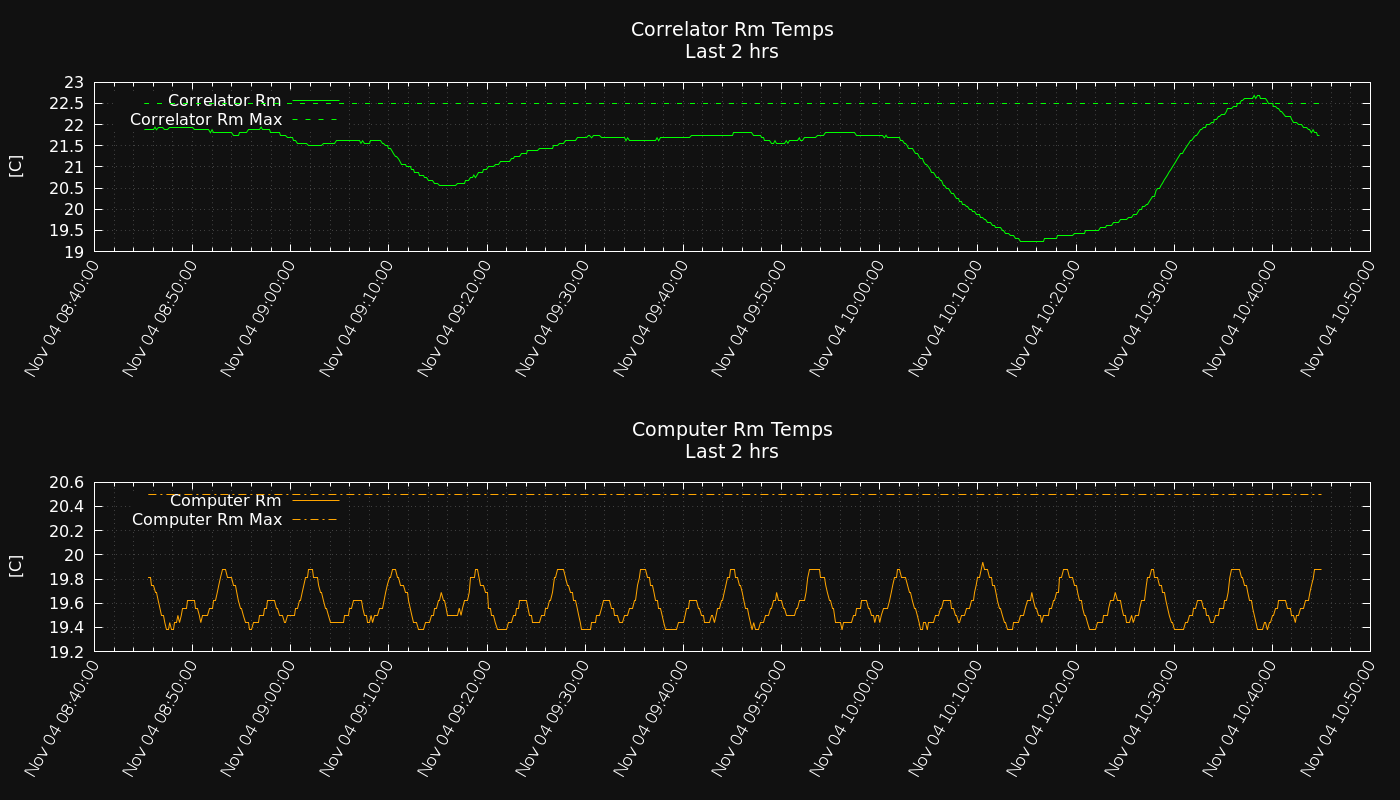 Correlator Rm Temps
Last 2 hrs
[C]
23
22.5
22
21.5
21
20.5
20
19.5
19
Correlator Rm
Correlator Rm Max
Nov 04 08:40:00
Nov 04 08:50:00
Nov 04 09:00:00
Nov 04 09:10:00
Nov 04 09:20:00
Nov 04 09:30:00
Nov 04 09:40:00
Nov 04 09:50:00
Nov 04 10:00:00
Nov 04 10:10:00
Nov 04 10:20:00
Nov 04 10:30:00
Nov 04 10:40:00
Nov 04 10:50:00
Computer Rm Temps
Last 2 hrs
[C]
20.6
20.4
20.2
20
19.8
19.6
19.4
19.2
Computer Rm
Computer Rm Max
Nov 04 08:40:00
Nov 04 08:50:00
Nov 04 09:00:00
Nov 04 09:10:00
Nov 04 09:20:00
Nov 04 09:30:00
Nov 04 09:40:00
Nov 04 09:50:00
Nov 04 10:00:00
Nov 04 10:10:00
Nov 04 10:20:00
Nov 04 10:30:00
Nov 04 10:40:00
Nov 04 10:50:00